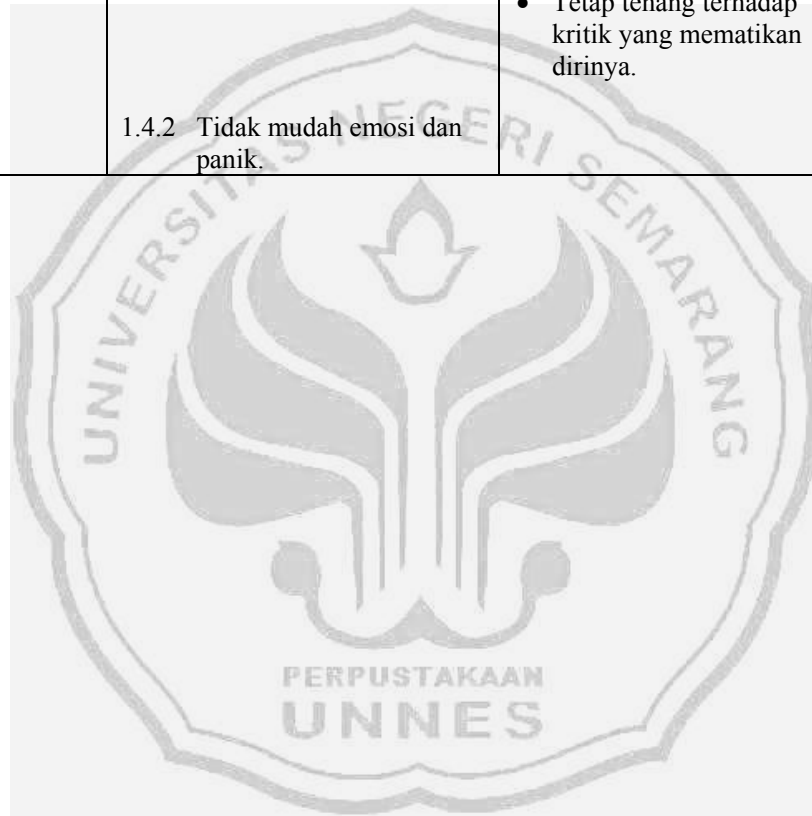 • Tetap tenang terhadap
kritik yang mematikan
dirinya.
1.4.2 Tidak mudah emosi dan
panik.
UNIVERSITAS NEGERI SEMARANG
PERPUSTAKAAN
UNNES